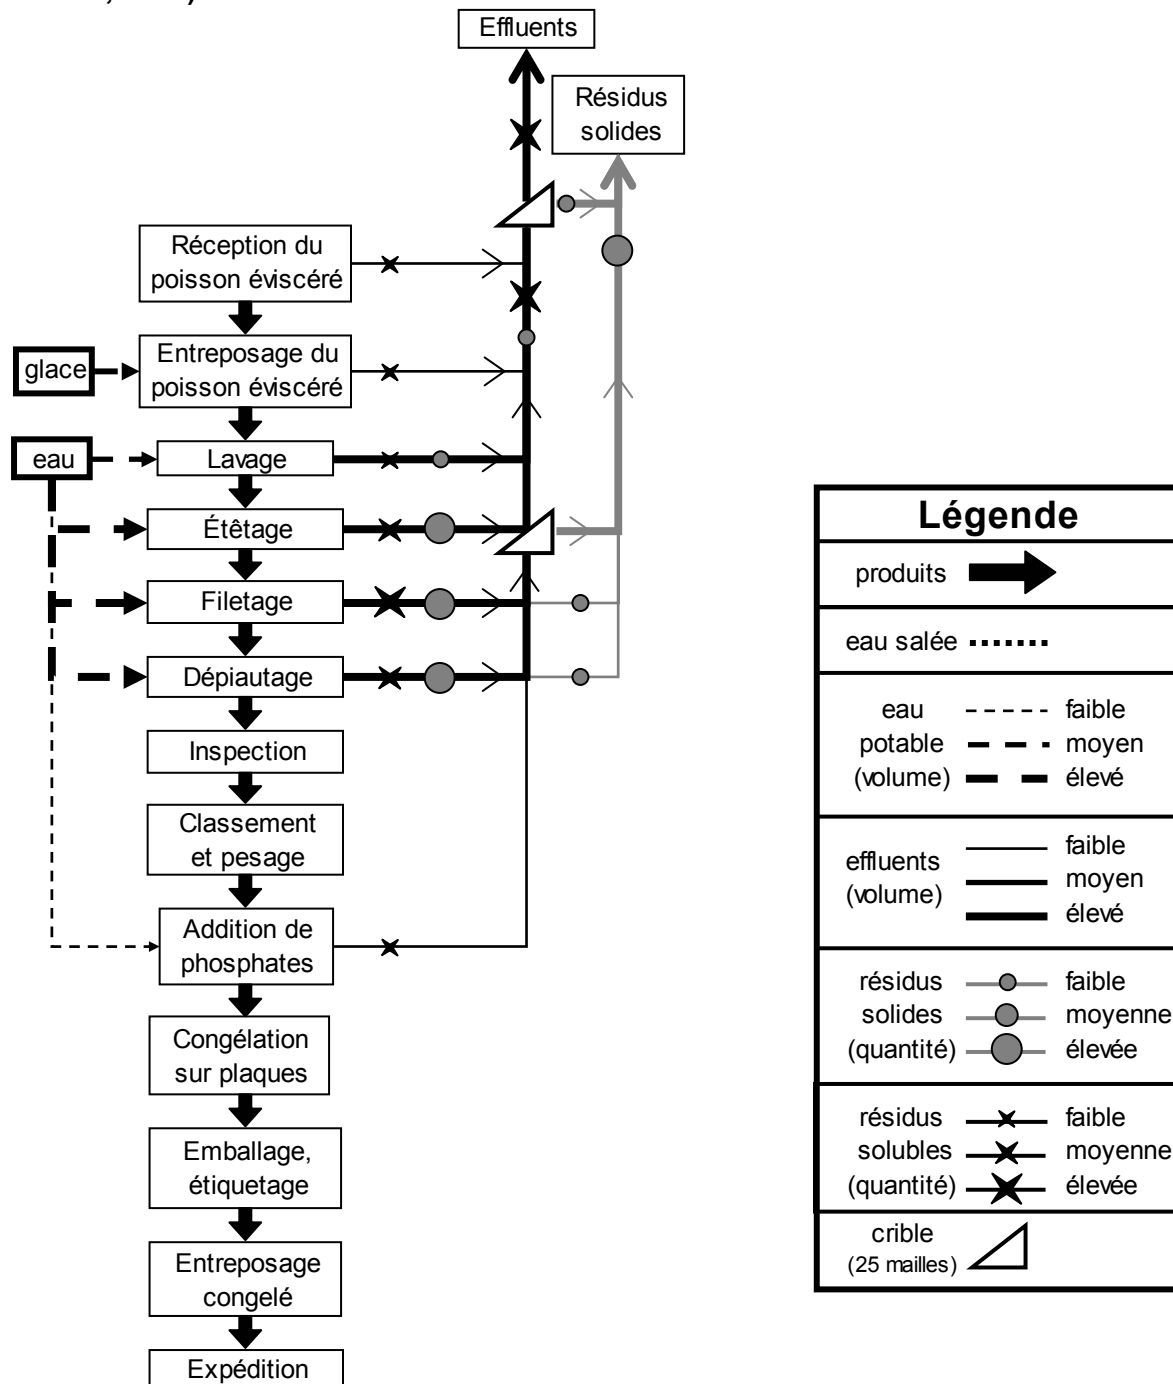 Effluents
Résidus
solides
Réception du
poisson éviscéré
glace
Entreposage du
poisson éviscéré
eau
Lavage
Étêtage
Filetage
Dépiautage
Inspection
Classement
et pesage
Addition de
phosphates
Congélation
sur plaques
Emballage,
étiquetage
Entreposage
congelé
Expédition
Légende
produits
eau salée
eau
potable
(volume)
faible
moyen
élevé
effluents
(volume)
faible
moyen
élevé
résidus
solides
(quantité)
faible
moyenne
élevée
résidus
solubles
(quantité)
faible
moyenne
élevée
crible
(25 mailles)